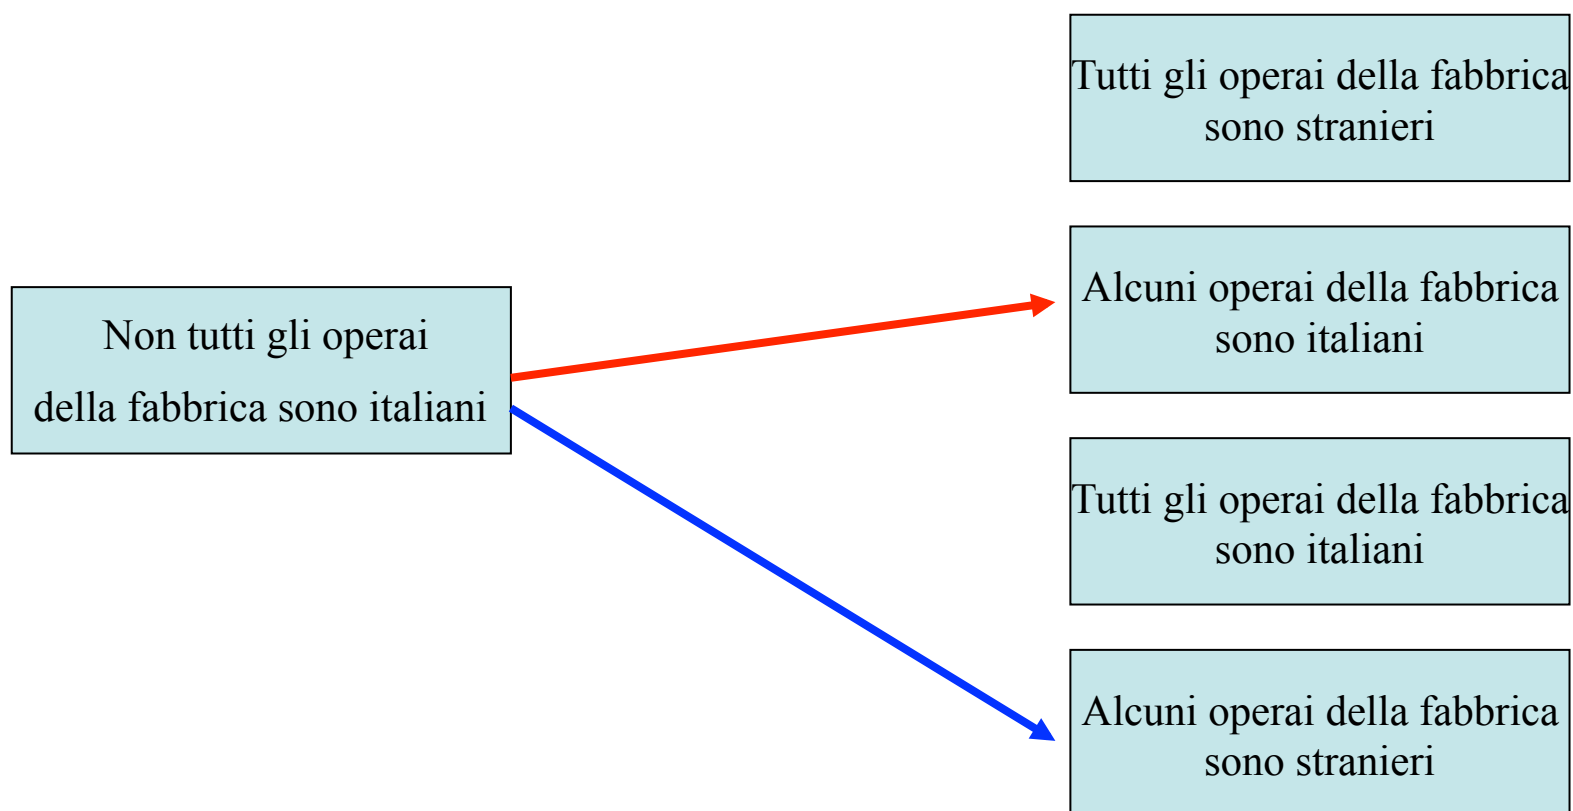 Tutti gli operai della fabbrica
sono stranieri
Alcuni operai della fabbrica
sono italiani
Non tutti gli operai
della fabbrica sono italiani
Tutti gli operai della fabbrica
sono italiani
Alcuni operai della fabbrica
sono stranieri